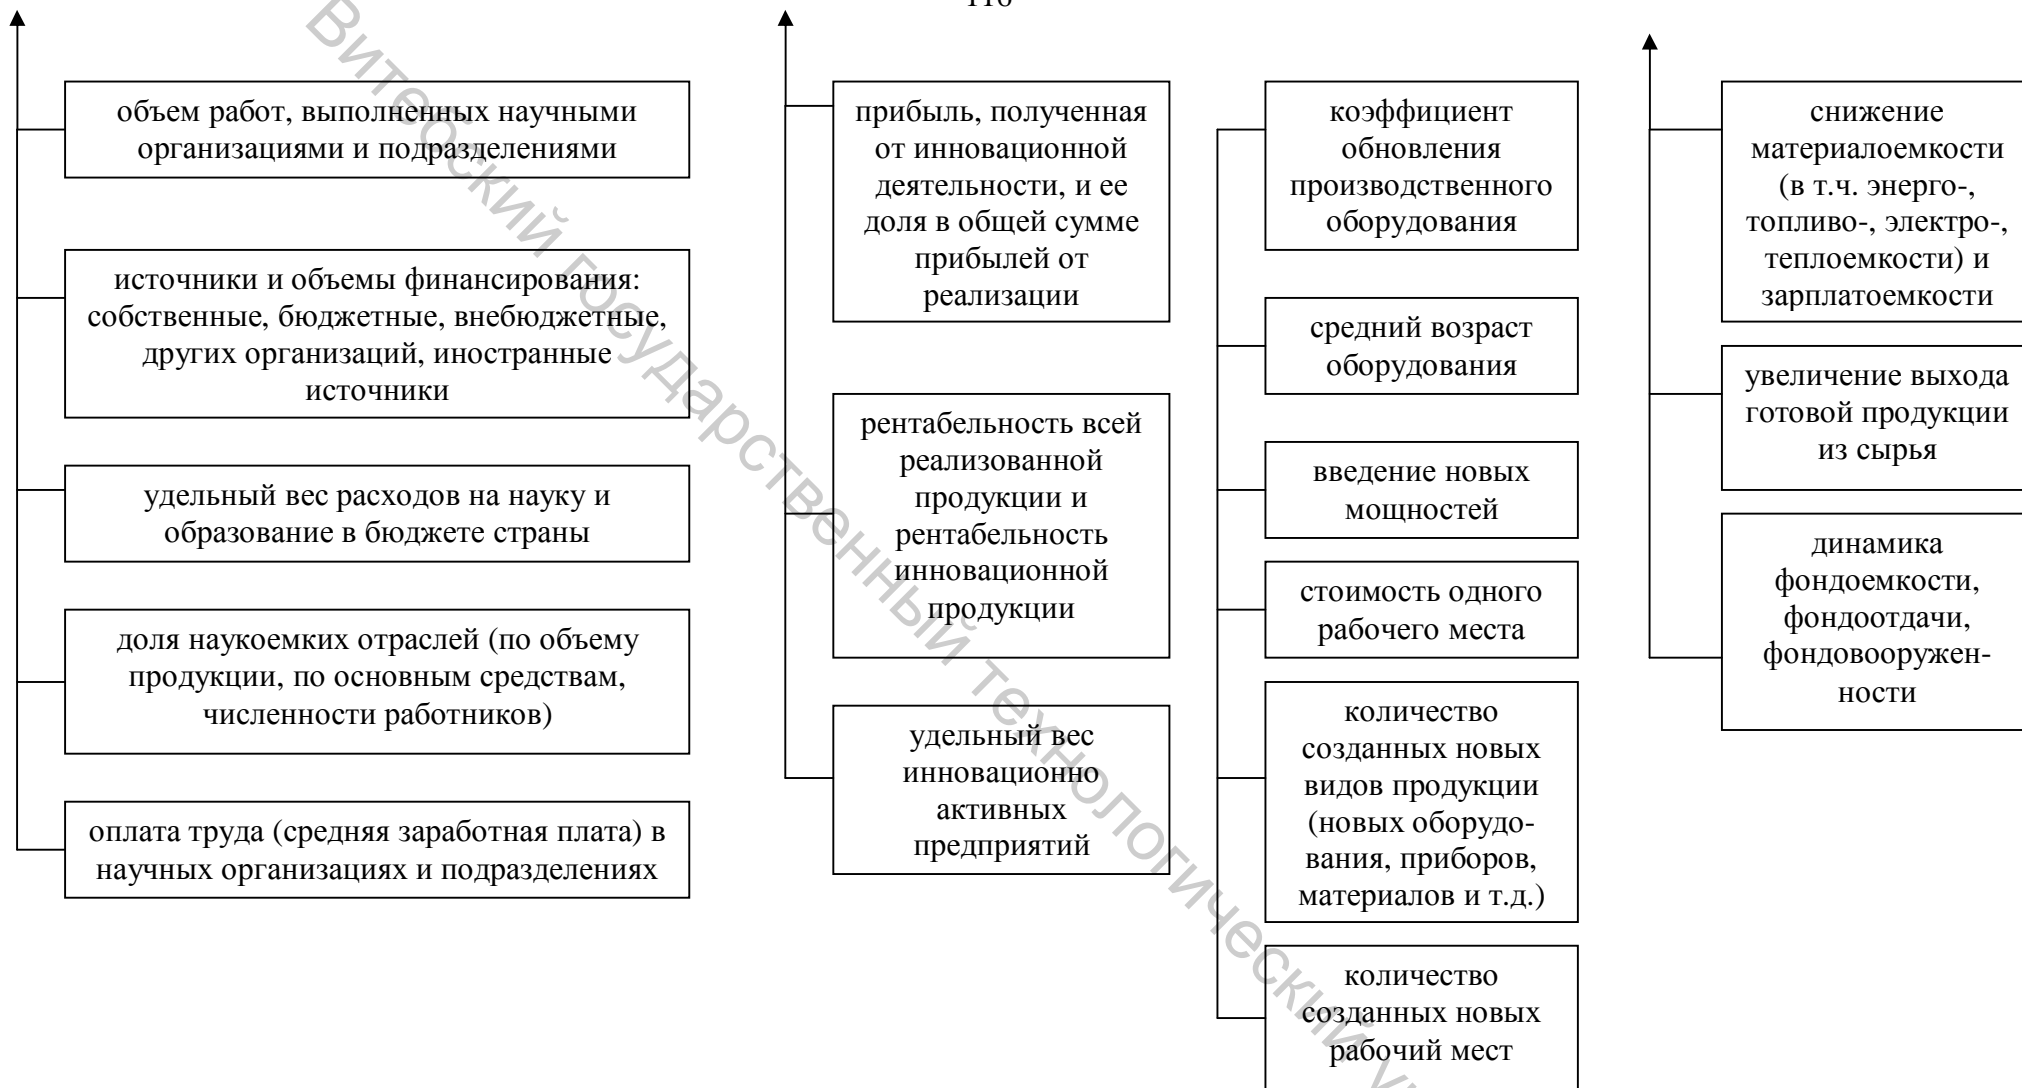 объем работ, выполненных научными
организациями и подразделениями
источники и объемы финансирования:
собственные, бюджетные, внебюджетные,
других организаций, иностранные
источники
удельный вес расходов на науку и
образование в бюджете страны
доля наукоемких отраслей (по объему
продукции, по основным средствам,
численности работников)
оплата труда (средняя заработная плата) в
научных организациях и подразделениях
прибыль, полученная
от инновационной
деятельности, и ее
доля в общей сумме
прибылей от
реализации
рентабельность всей
реализованной
продукции и
рентабельность
инновационной
продукции
удельный вес
инновационно
активных
предприятий
коэффициент
обновления
производственного
оборудования
средний возраст
оборудования
введение новых
мощностей
стоимость одного
рабочего места
количество
созданных новых
видов продукции
(новых оборудо-
вания, приборов,
материалов и т.д.)
количество
созданных новых
рабочий мест
снижение
материалоемкости
(в т.ч. энерго-,
топливо-, электро-,
теплоемкости) и
зарплатоемкости
увеличение выхода
готовой продукции
из сырья
динамика
фондоемкости,
фондоотдачи,
фондовооружен-
ности
Витебский государственный технологический